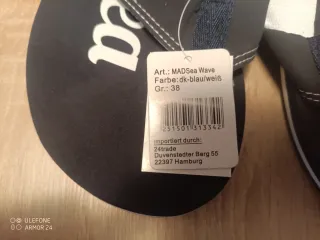 ea
Art.: MADSea Wave
Farbe:dk-blau/weiß
Gr.: 38
importiert durch:
24trade
Duvenstedter Berg 55
22397 Hamburg
ULEFONE
ARMOR 24